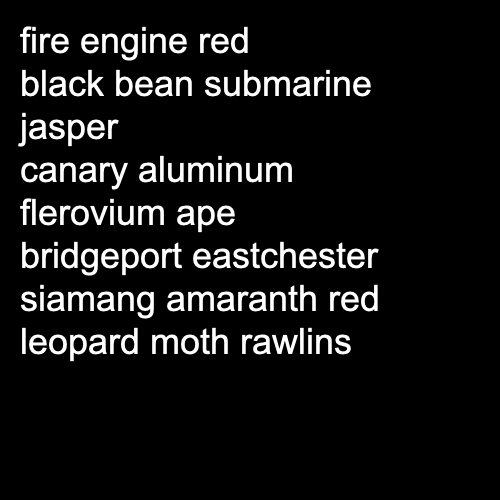 fire engine red
black bean submarine
jasper
canary aluminum
flerovium ape
bridgeport eastchester
siamang amaranth red
leopard moth rawlins